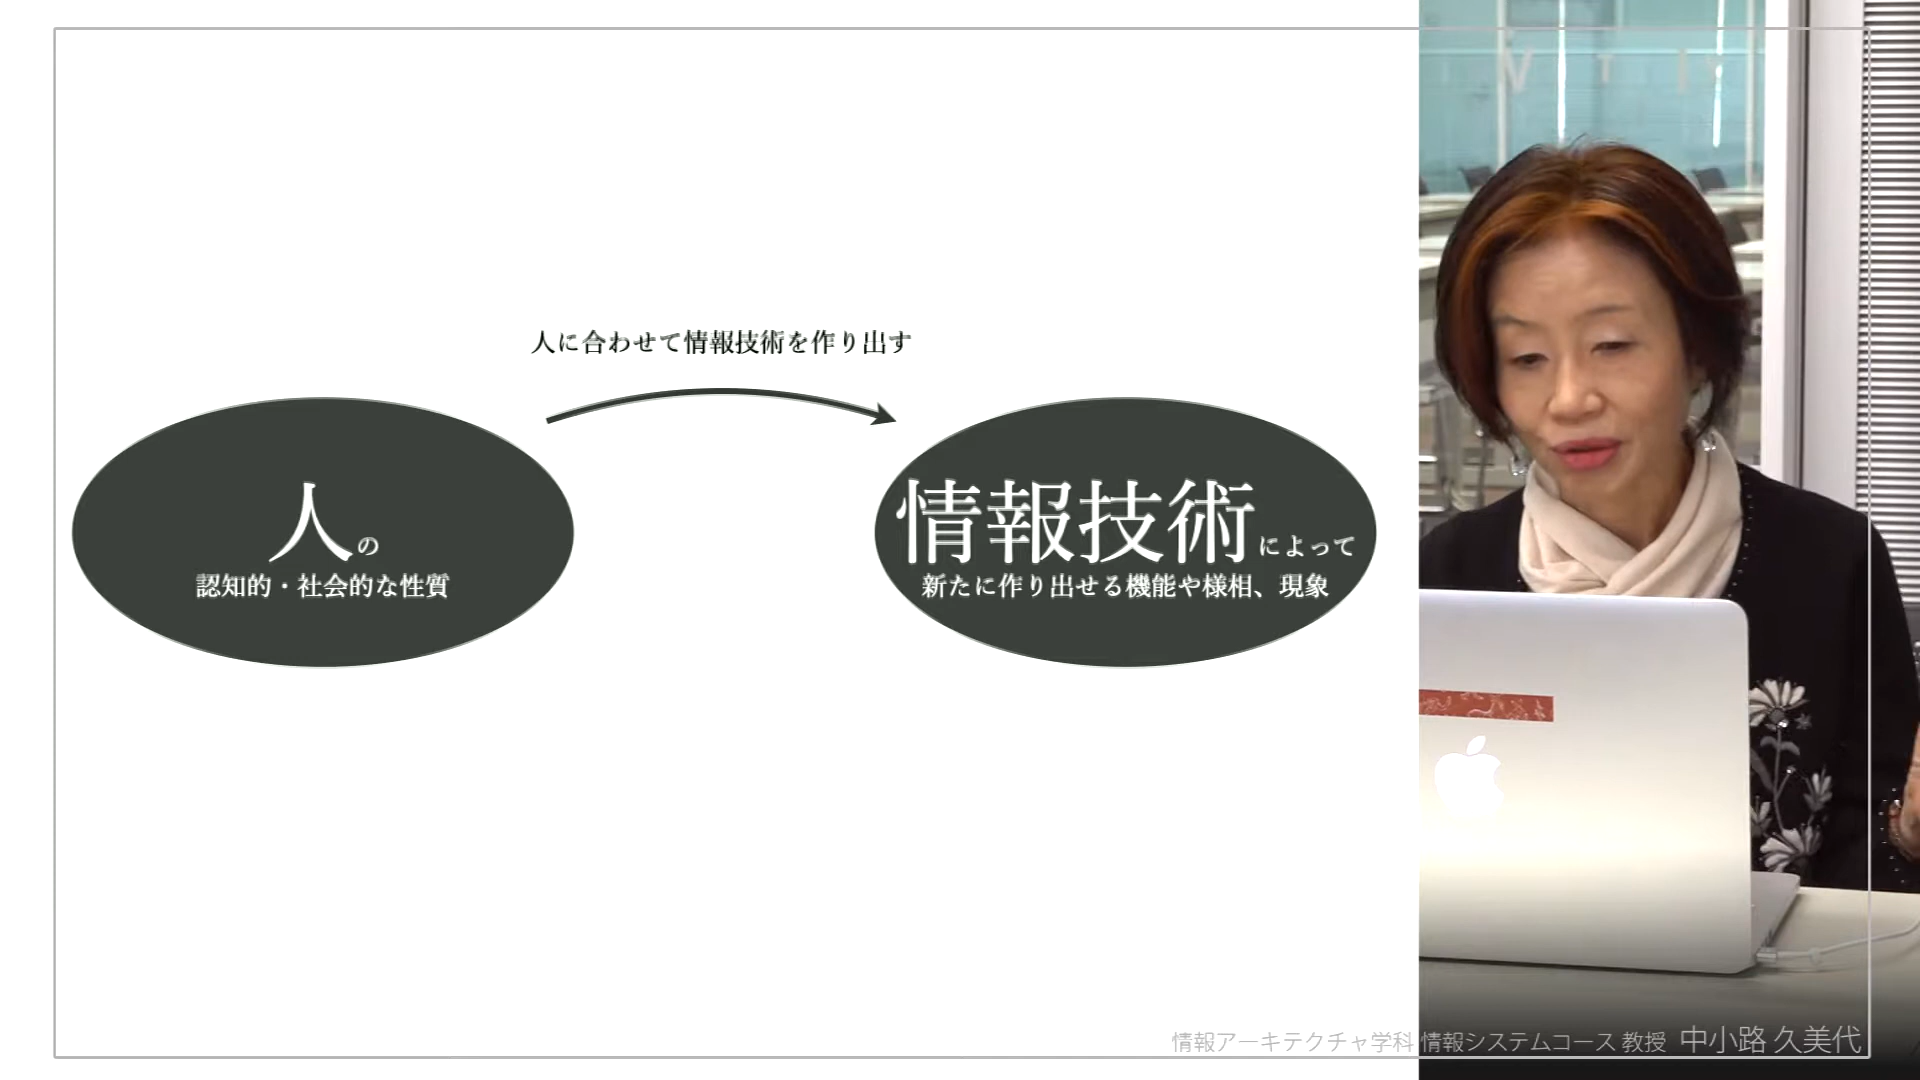 人に合わせて情報技術を作り出す
人の
認知的・社会的な性質
情報技術によって
新たに作り出せる機能や様相、現象
情報アーキテクチャ学科 情報システムコース 教授 中小路 久美代